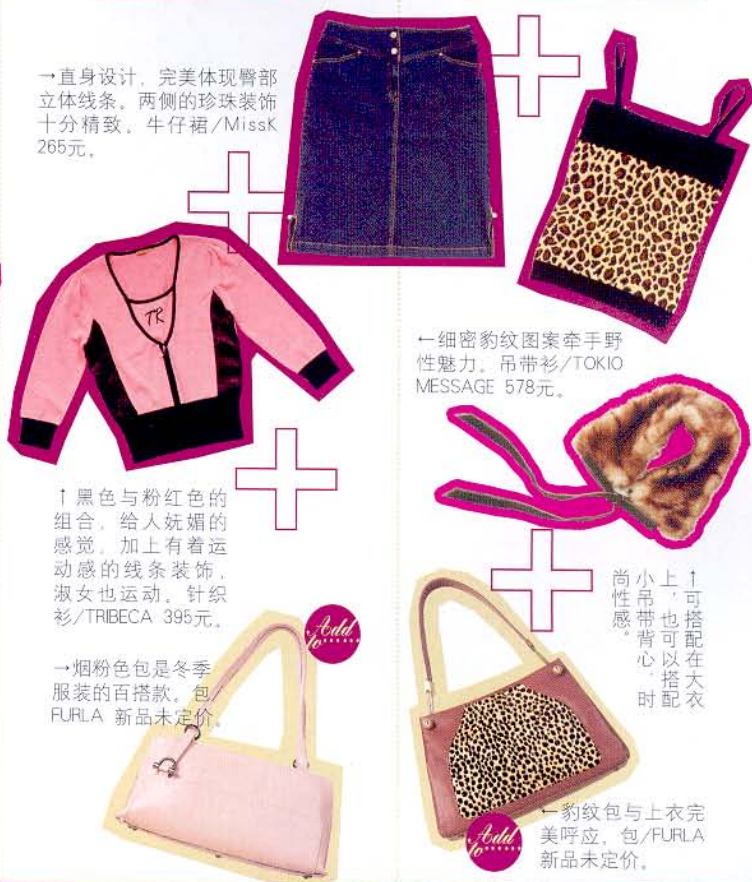 →直身设计，完美体现臀部
立体线条。两侧的珍珠装饰
十分精致。牛仔裙/MissK
265元。
TR
←细密豹纹图案牵手野
性魅力。吊带衫/TOKIO
MESSAGE 578元。
↑黑色与粉红色的
组合，给人妩媚的
感觉，加上有着运
动感的线条装饰，
淑女也运动。针织
衫/TRIBECA 395元。
↑可搭配在大衣
上，也可以搭配
小吊带背心，时
尚性感。
Add
to······
→烟粉色包是冬季
服装的百搭款。包/
FURLA 新品未定价。
Add
to······
←豹纹包与上衣完
美呼应，包/FURLA
新品未定价。